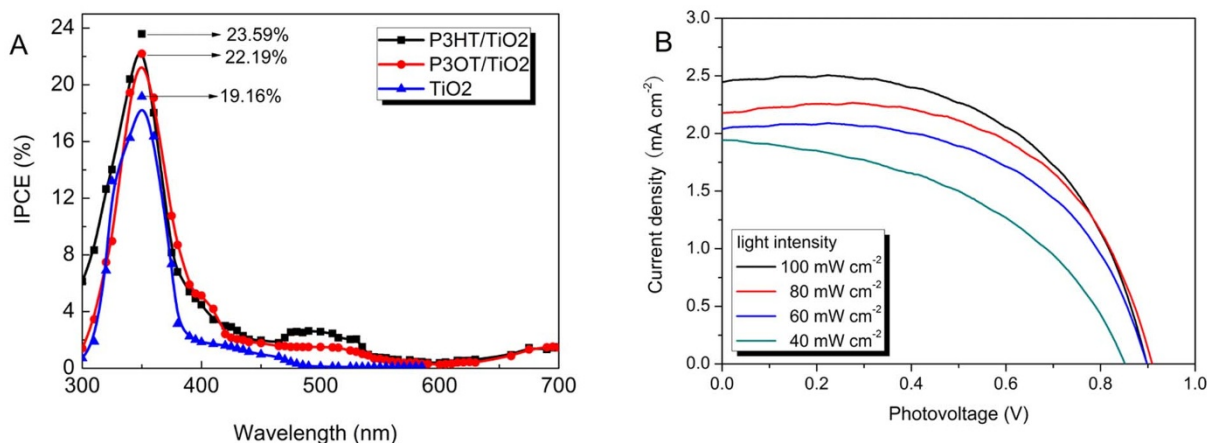 A
IPCE (%)
24
20
16
12
8
4
0
300
400
500
600
700
Wavelength (nm)
23.59%
22.19%
19.16%
P3HT/TiO2
P3OT/TiO2
TiO2
B
Current density (mA cm⁻²)
3.0
2.5
2.0
1.5
1.0
0.5
0.0
0.0
0.2
0.4
0.6
0.8
1.0
Photovoltage (V)
light intensity
100 mW cm⁻²
80 mW cm⁻²
60 mW cm⁻²
40 mW cm⁻²